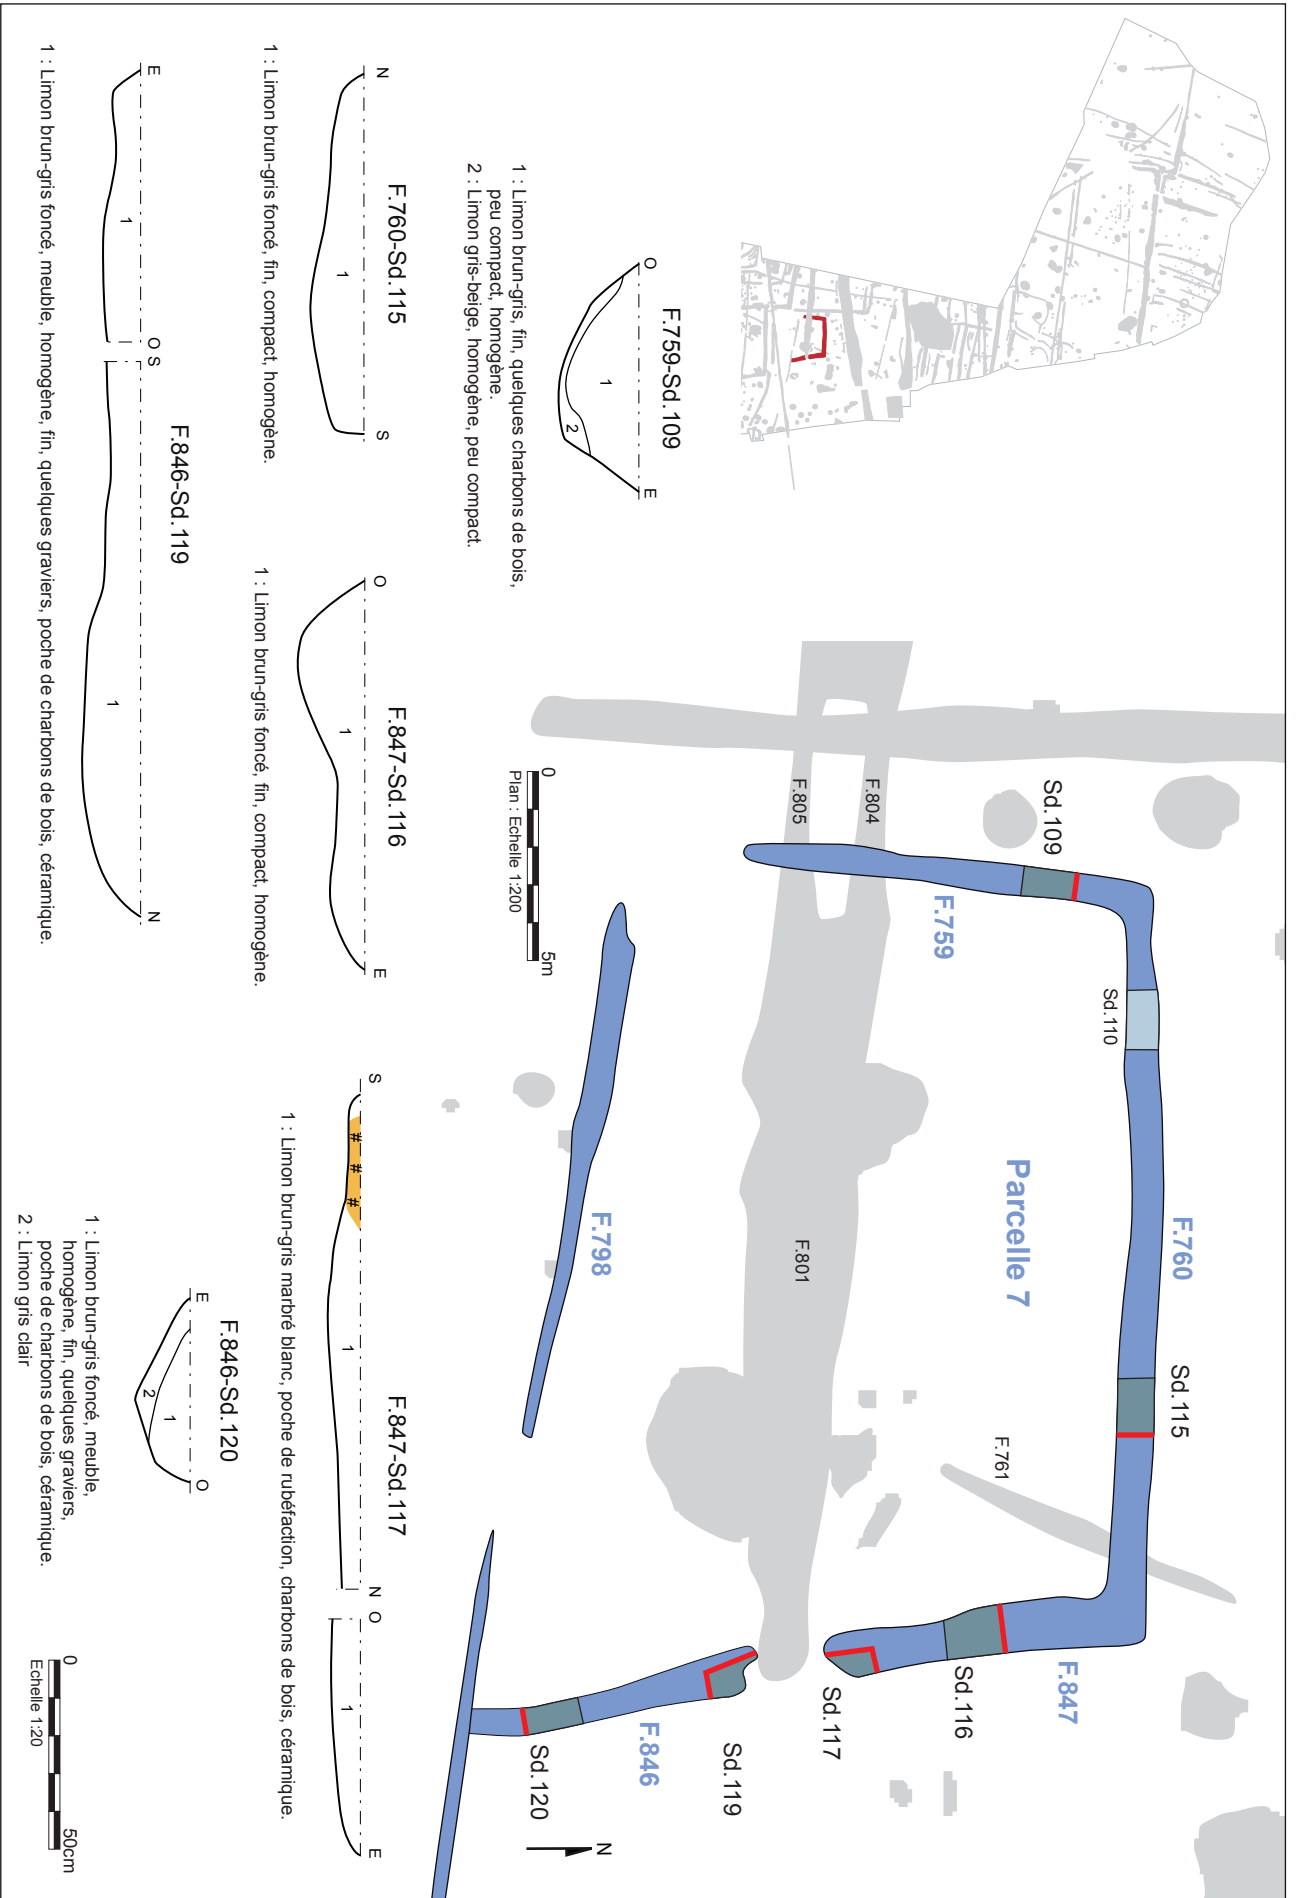 F.759-Sd.109
O
E
1
2
1 : Limon brun-gris, fin, quelques charbons de bois,
peu compact, homogène.
2 : Limon gris-beige, homogène, peu compact.
F.760-Sd.115
N
S
1
1 : Limon brun-gris foncé, fin, compact, homogène.
F.847-Sd.116
O
E
1
1 : Limon brun-gris foncé, fin, compact, homogène.
F.846-Sd.119
E
O
S
N
1
1
1 : Limon brun-gris foncé, meuble, homogène, fin, quelques graviers, poche de charbons de bois, céramique.
F.847-Sd.117
S
N
O
E
# # #
1
1
1 : Limon brun-gris marbré blanc, poche de rubéfaction, charbons de bois, céramique.
F.846-Sd.120
E
O
1
2
1 : Limon brun-gris foncé, meuble,
homogène, fin, quelques graviers,
poche de charbons de bois, céramique.
2 : Limon gris clair
0
50cm
Echelle 1:20
0
5m
Plan : Echelle 1:200
Sd.109
F.804
F.805
F.759
Sd.110
F.760
Parcelle 7
Sd.115
F.801
F.761
F.798
F.847
Sd.116
Sd.117
Sd.119
F.846
Sd.120
N